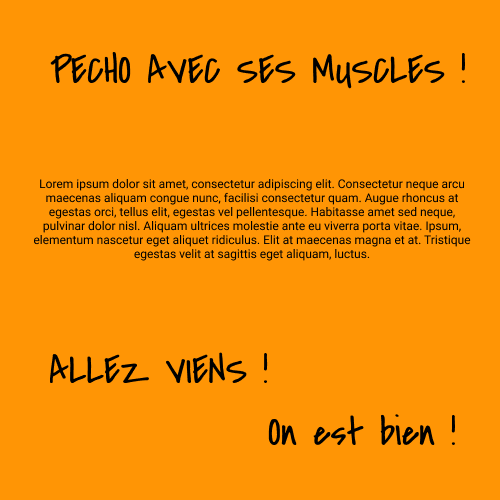 PECHO AVEC SES MUSCLES !
Lorem ipsum dolor sit amet, consectetur adipiscing elit. Consectetur neque arcu
maecenas aliquam congue nunc, facilisi consectetur quam. Augue rhoncus at
egestas orci, tellus elit, egestas vel pellentesque. Habitasse amet sed neque,
pulvinar dolor nisl. Aliquam ultrices molestie ante eu viverra porta vitae. Ipsum,
elementum nascetur eget aliquet ridiculus. Elit at maecenas magna et at. Tristique
egestas velit at sagittis eget aliquam, luctus.
ALLEZ VIENS !
On est bien !